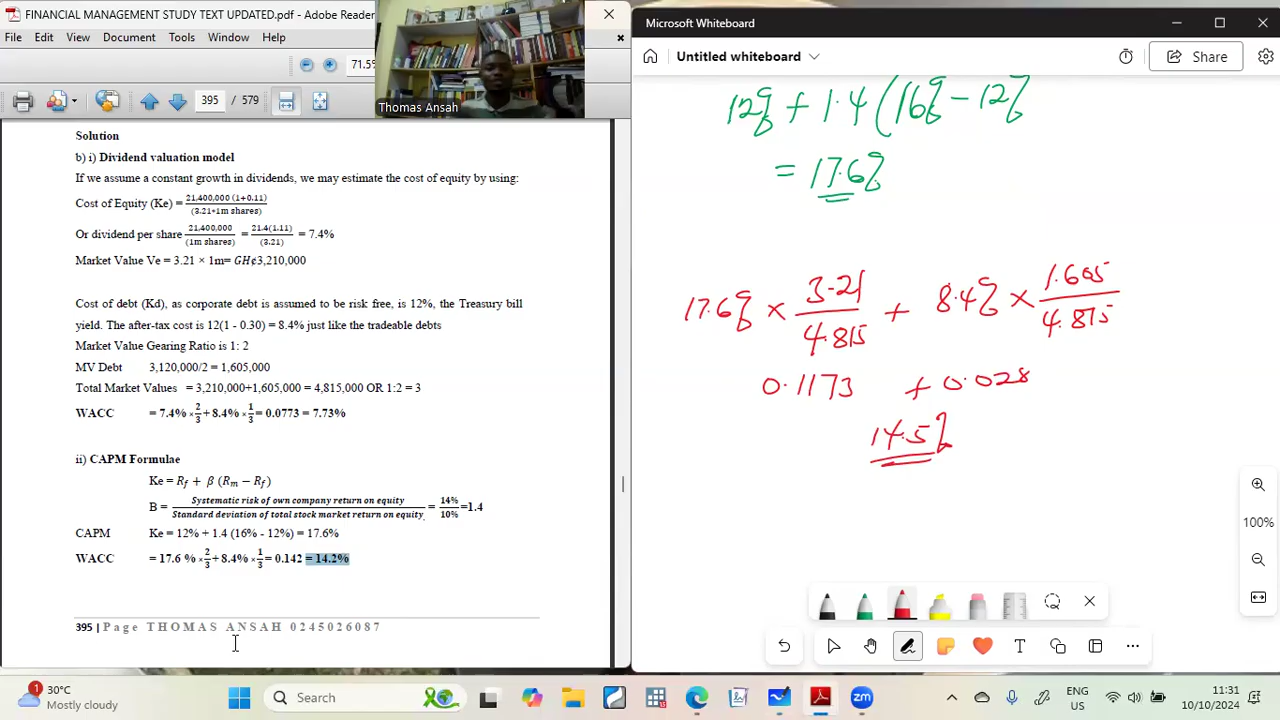 FINANCIAL MANAGEMENT STUDY TEXT UPDATED.pdf - Adobe Reader
File Edit View Document Tools Window Help
395 / 579
71.5%
Thomas Ansah
Solution
b) i) Dividend valuation model
If we assume a constant growth in dividends, we may estimate the cost of equity by using:
Cost of Equity (Ke) = 21,400,000 (1+0.11) / (3.21*1m shares)
Or dividend per share 21,400,000 / (1m shares) = 21.4(1.11) / (3.21) = 7.4%
Market Value Ve = 3.21 × 1m= GH¢3,210,000
Cost of debt (Kd), as corporate debt is assumed to be risk free, is 12%, the Treasury bill
yield. The after-tax cost is 12(1 - 0.30) = 8.4% just like the tradeable debts
Market Value Gearing Ratio is 1: 2
MV Debt 3,120,000/2 = 1,605,000
Total Market Values = 3,210,000+1,605,000 = 4,815,000 OR 1:2 = 3
WACC = 7.4% × 2/3 + 8.4% × 1/3 = 0.0773 = 7.73%
ii) CAPM Formulae
Ke = Rf + β (Rm − Rf)
B = Systematic risk of own company return on equity / Standard deviation of total stock market return on equity = 14% / 10% =1.4
CAPM Ke = 12% + 1.4 (16% - 12%) = 17.6%
WACC = 17.6 % × 2/3 + 8.4% × 1/3 = 0.142 = 14.2%
395 | Page THOMAS ANSAH 0245026087
Microsoft Whiteboard
Untitled whiteboard
Share
12% + 1.4 (16% - 12%
= 17.6%
17.6% × 3.21 / 4.815 + 8.4% × 1.605 / 4.815
0.1173 + 0.028
14.5%
100%
1
30°C
Mostly cloudy
Search
ENG
US
11:31
10/10/2024